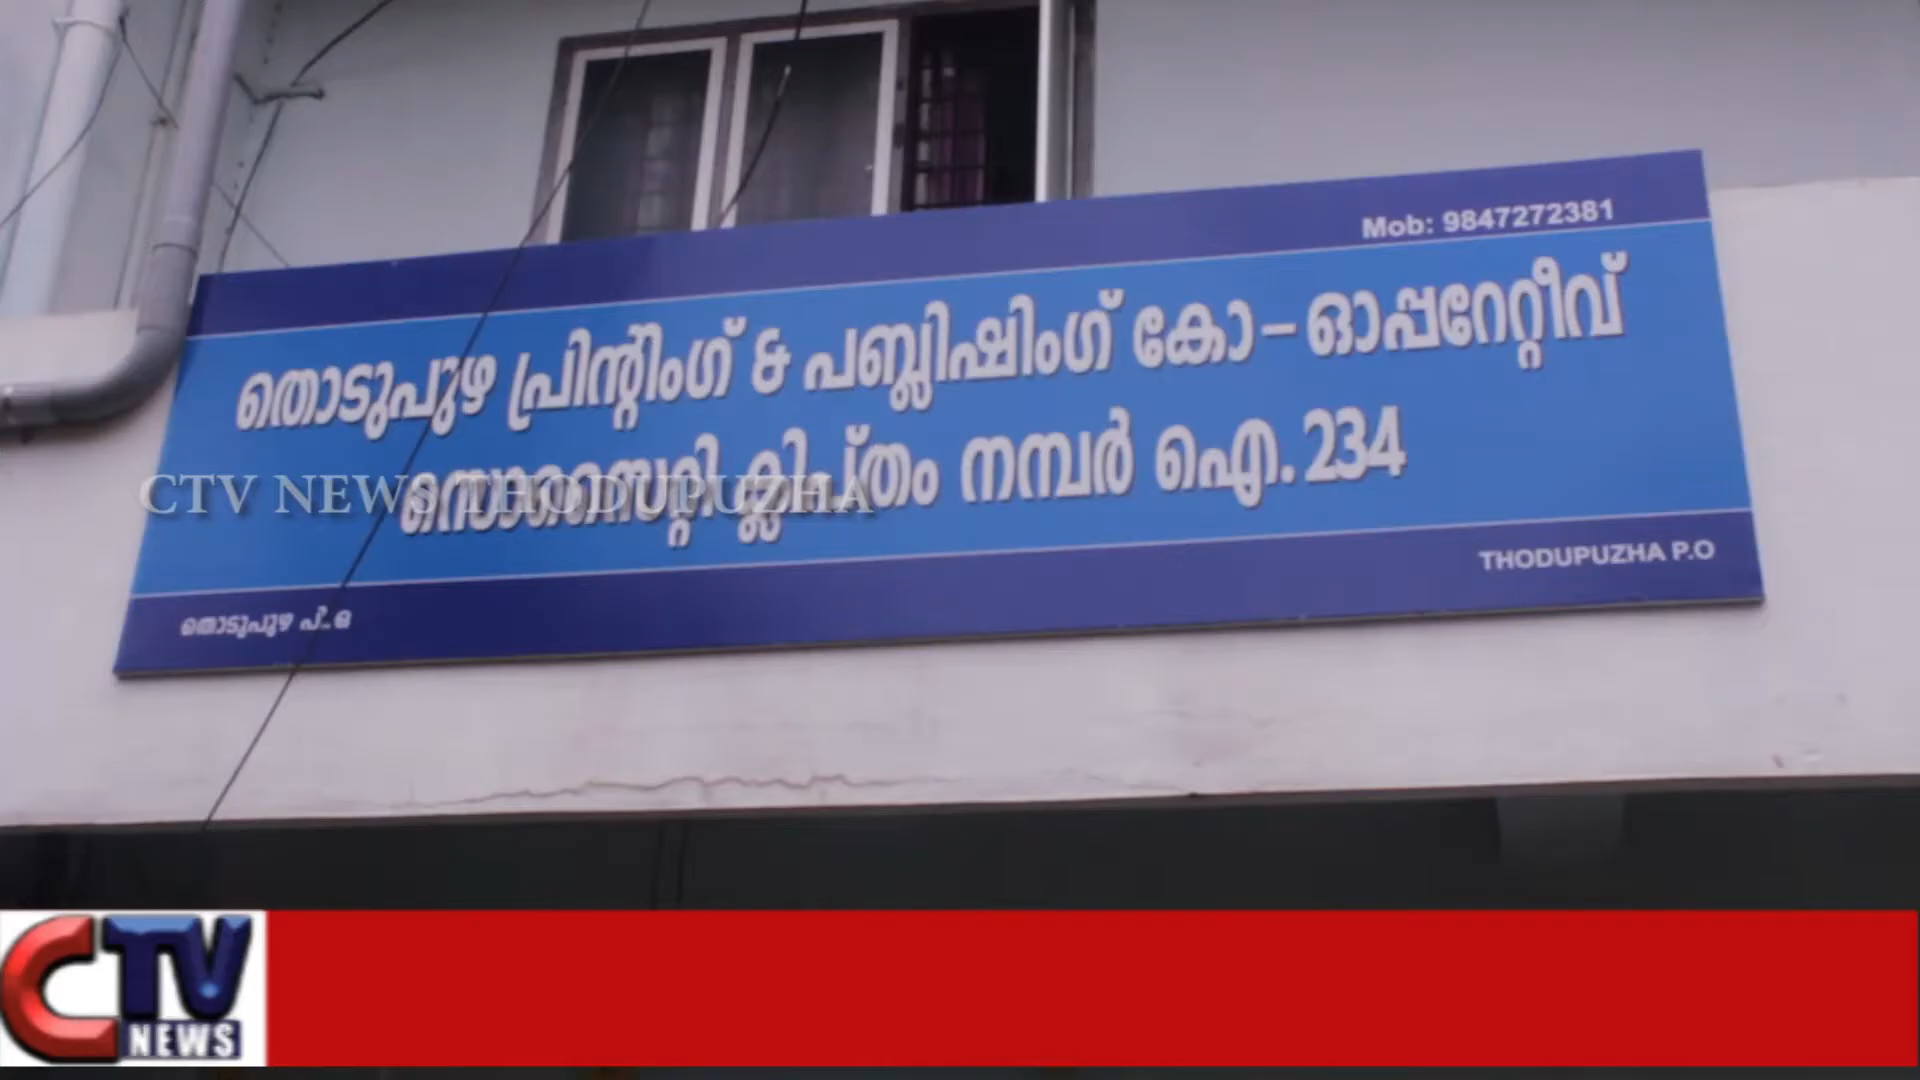 Mob: 9847272381
തൊടുപുഴ പ്രിന്റിംഗ് & പബ്ലിഷിംഗ് കോ-ഓപ്പറേറ്റീവ്
സൊസൈറ്റി ക്ലിപ്തം നമ്പർ ഐ.234
CTV NEWS THODUPUZHA
THODUPUZHA P.O
തൊടുപുഴ പി.ഒ
CTV
NEWS